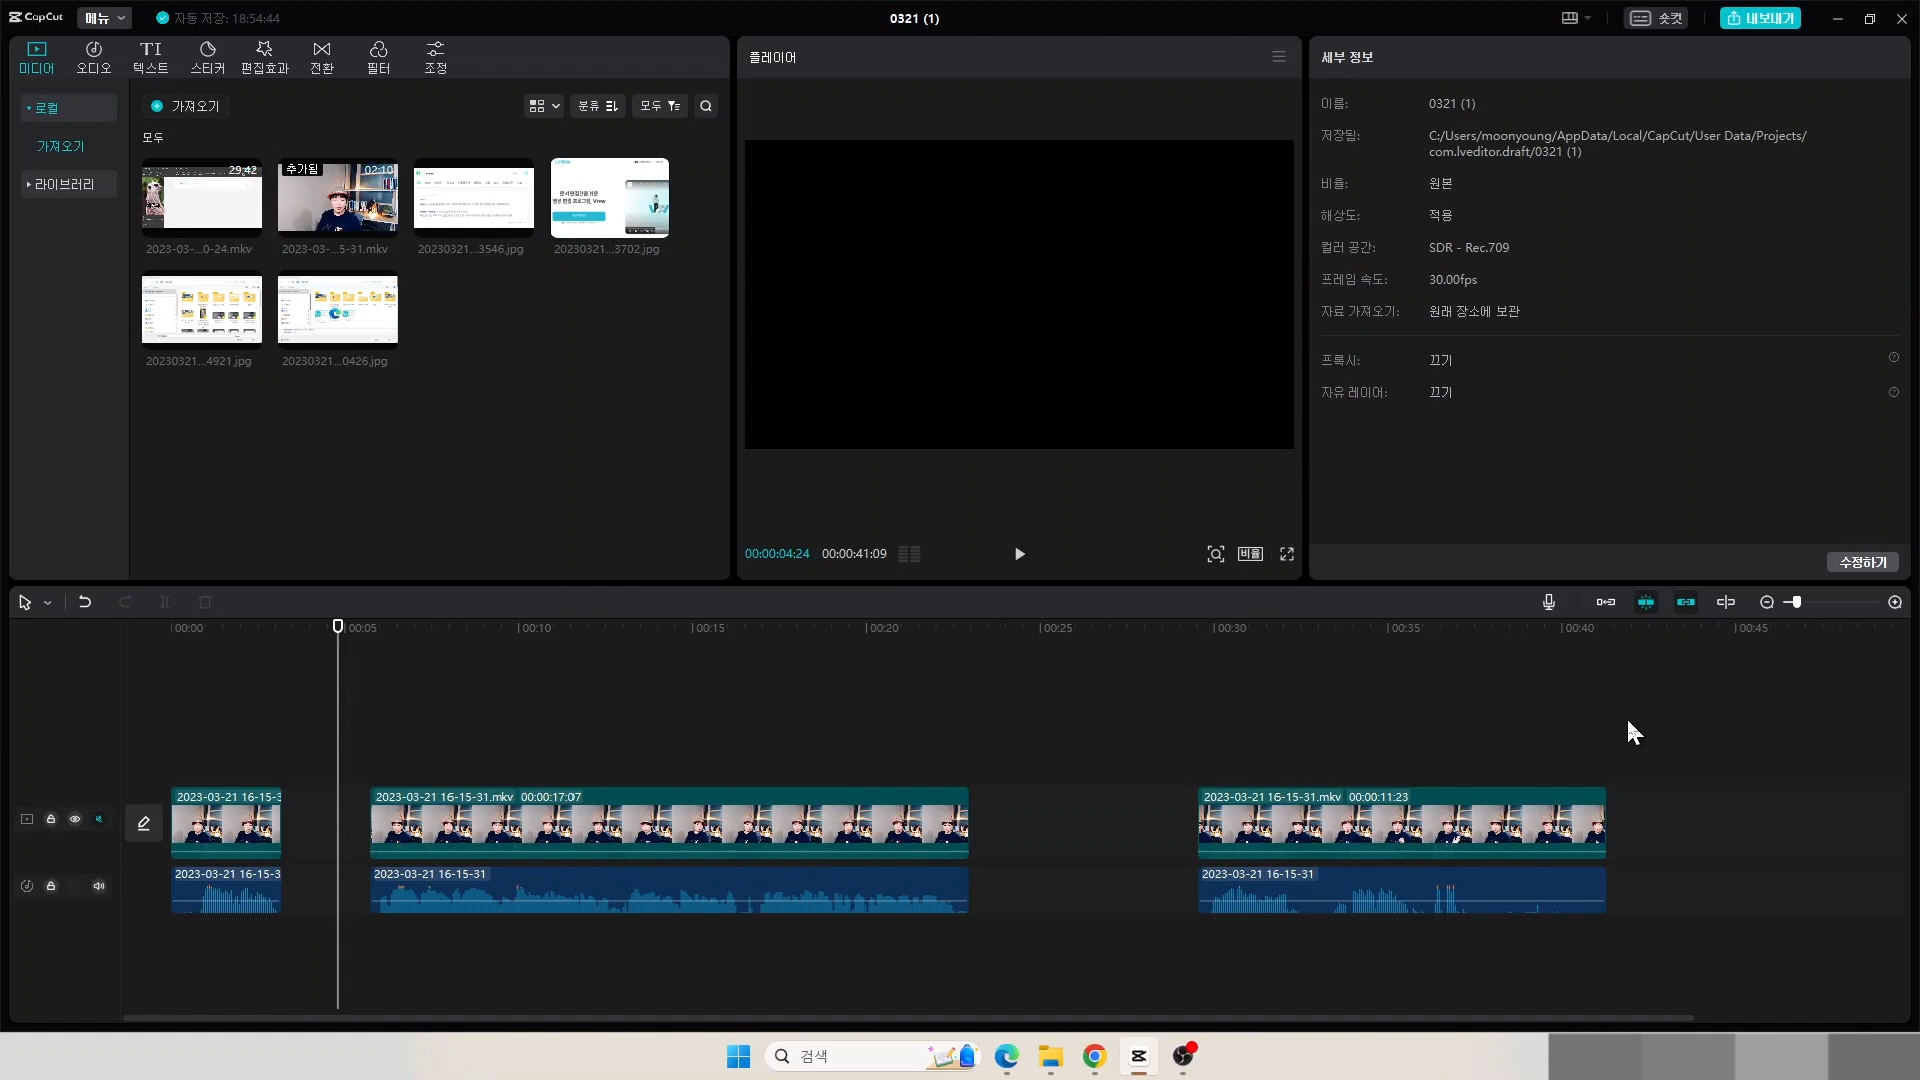 CapCut
메뉴
자동 저장: 18:54:44
0321 (1)
숏컷
내보내기
미디어
오디오
텍스트
스티커
편집효과
전환
필터
조정
로컬
가져오기
라이브러리
가져오기
분류
모두
모두
29:42
추가됨
02:10
2023-03-...0-24.mkv
2023-03-...5-31.mkv
20230321...3546.jpg
20230321...3702.jpg
20230321...4921.jpg
20230321...0426.jpg
플레이어
00:00:04:24
00:00:41:09
비율
세부 정보
이름:
0321 (1)
저장됨:
C:/Users/moonyoung/AppData/Local/CapCut/User Data/Projects/
com.lveditor.draft/0321 (1)
비율:
원본
해상도:
적용
컬러 공간:
SDR - Rec.709
프레임 속도:
30.00fps
자료 가져오기:
원래 장소에 보관
프록시:
끄기
자유 레이어:
끄기
수정하기
00:00
00:05
00:10
00:15
00:20
00:25
00:30
00:35
00:40
00:45
2023-03-21 16-15-3
2023-03-21 16-15-31.mkv 00:00:17:07
2023-03-21 16-15-31.mkv 00:00:11:23
2023-03-21 16-15-3
2023-03-21 16-15-31
2023-03-21 16-15-31
검색